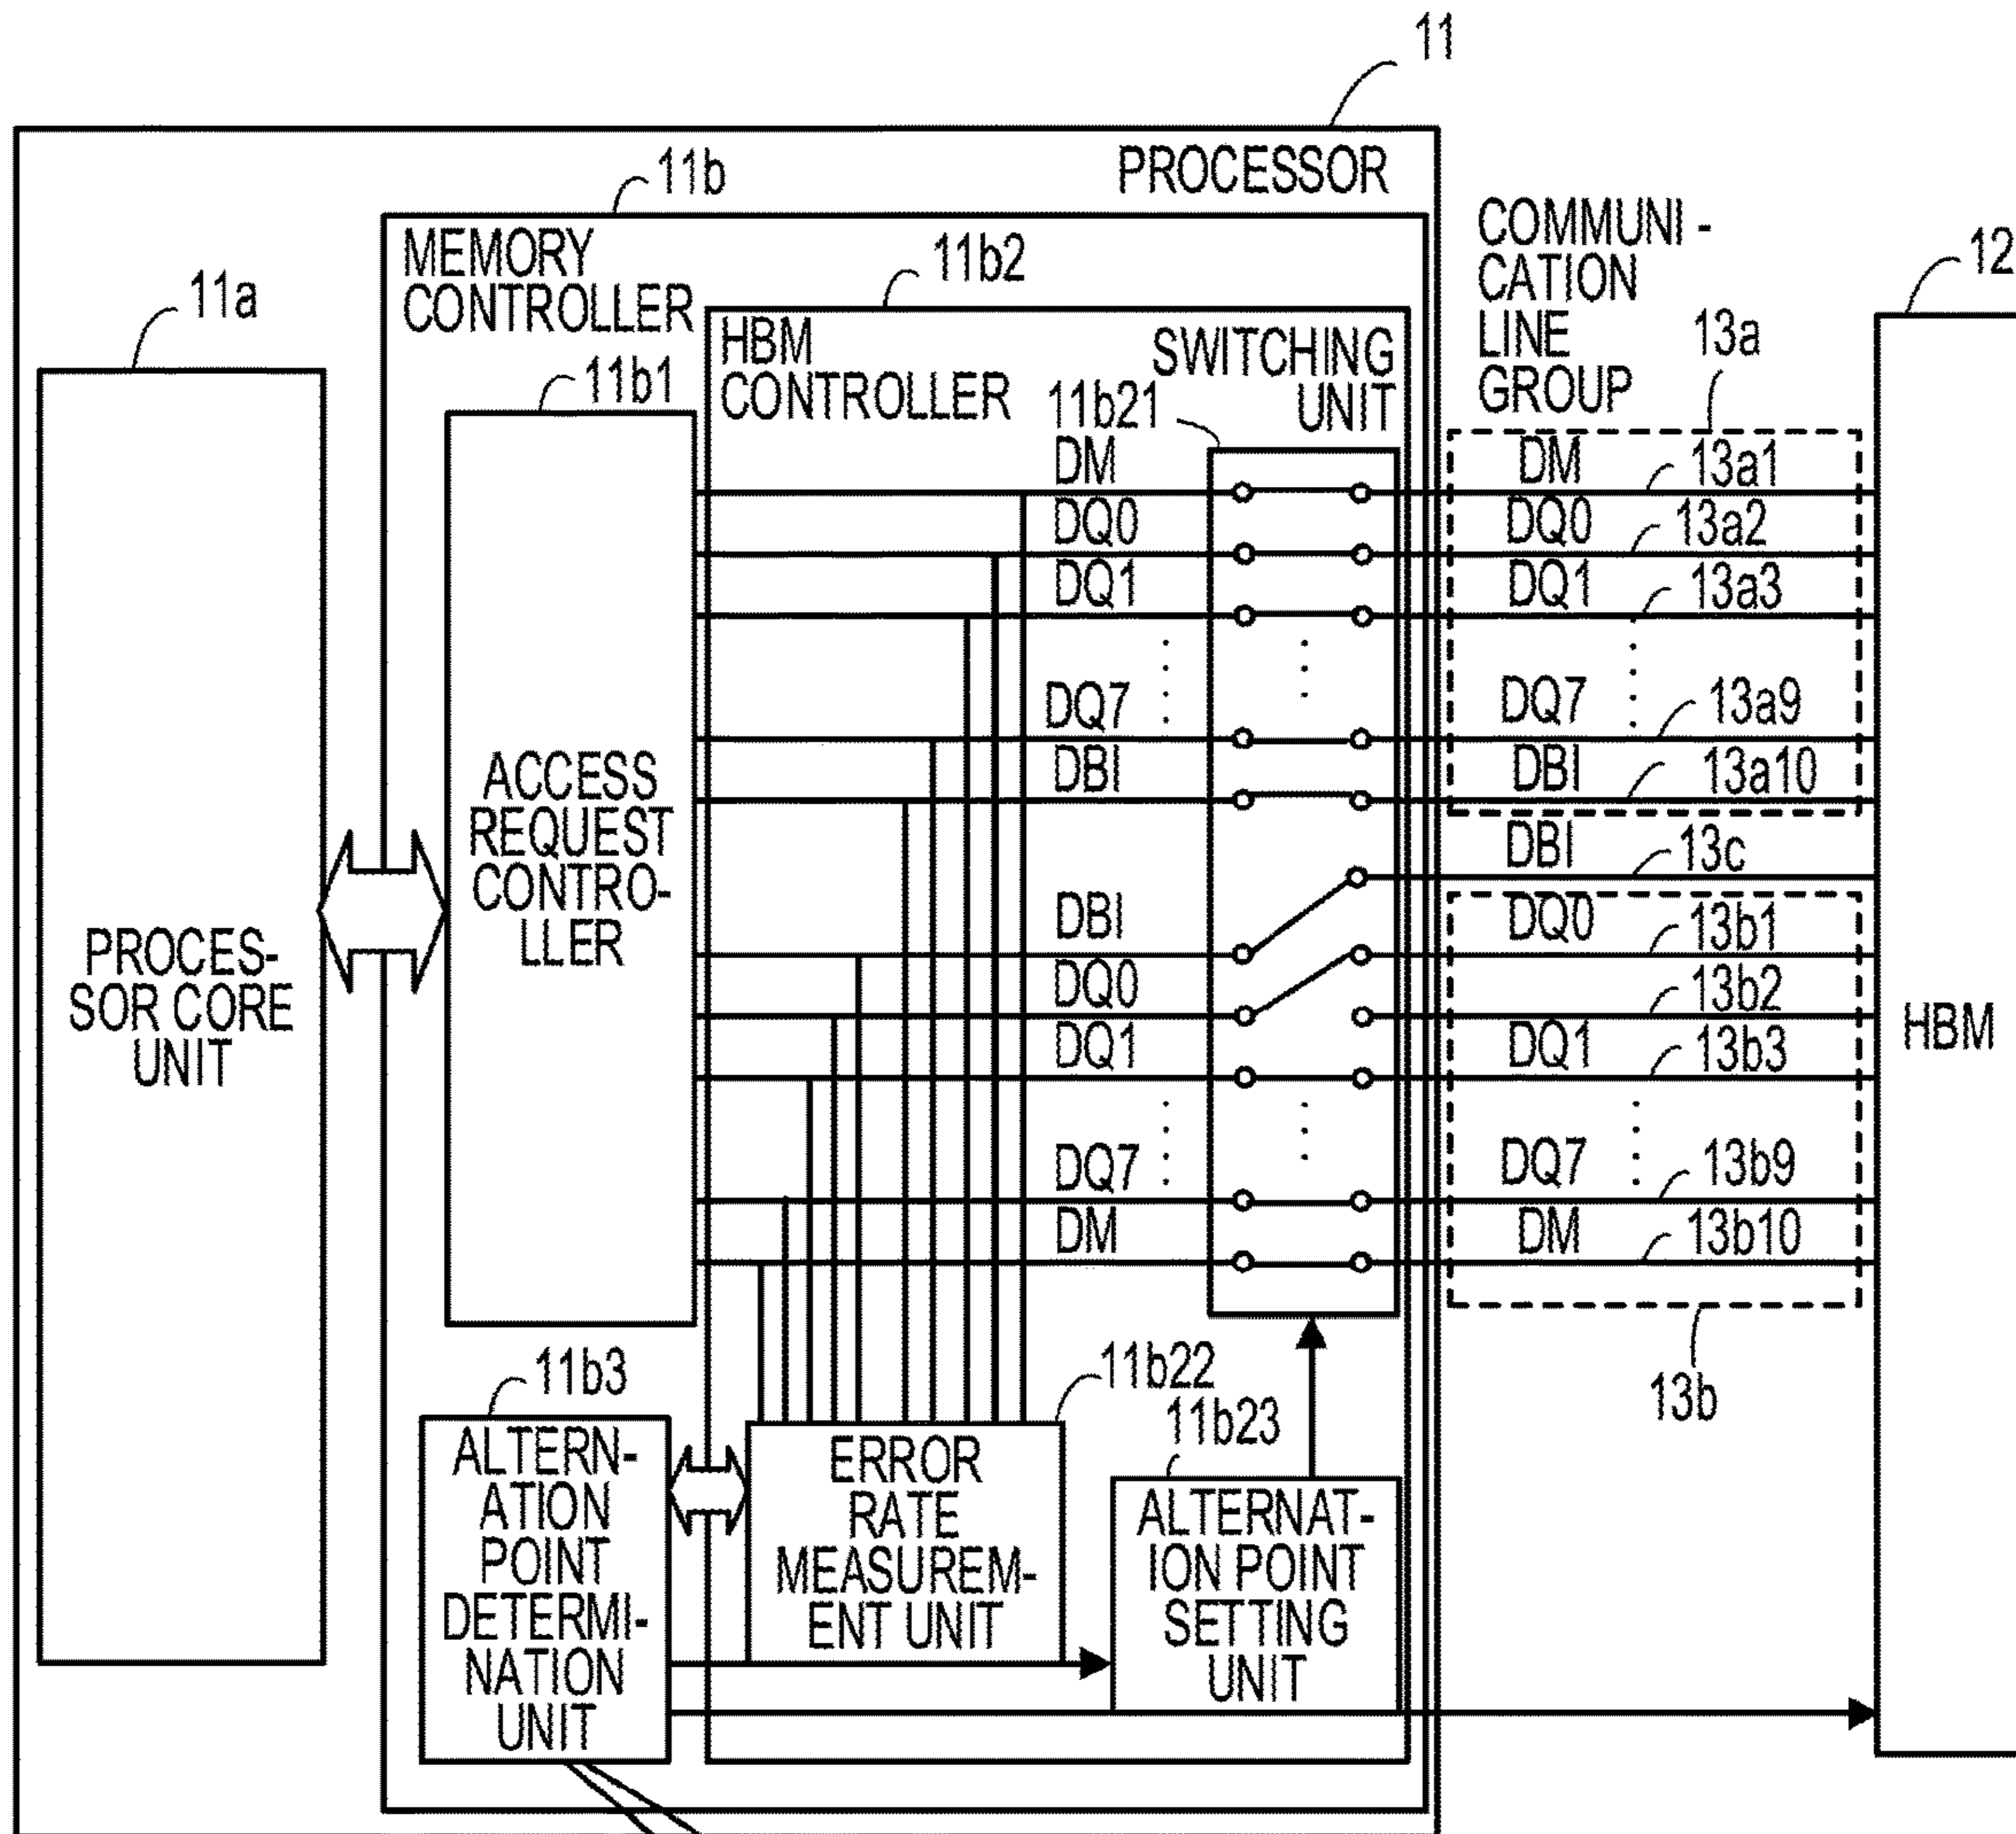 11
PROCESSOR
11b
MEMORY
CONTROLLER
11b2
HBM
CONTROLLER
SWITCHING
UNIT
11b21
COMMUNI -
CATION
LINE
GROUP
13a
12
11a
11b1
DM
DQ0
DQ1
DQ7
DBI
DBI
DQ0
DQ1
DQ7
DM
DM
13a1
DQ0
13a2
DQ1
13a3
DQ7
13a9
DBI
13a10
DBI
13c
DQ0
13b1
13b2
DQ1
13b3
DQ7
13b9
DM
13b10
13b
PROCES-
SOR CORE
UNIT
ACCESS
REQUEST
CONTRO-
LLER
HBM
11b3
ALTERN-
ATION
POINT
DETERMI-
NATION
UNIT
11b22
ERROR
RATE
MEASUREM-
ENT UNIT
11b23
ALTERNAT-
ION POINT
SETTING
UNIT